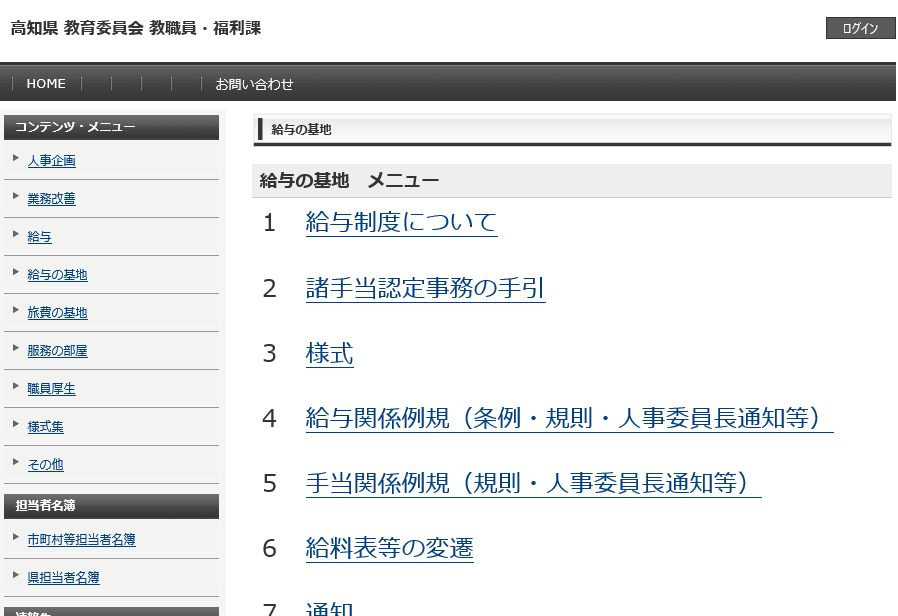 高知県 教育委員会 教職員・福利課
ログイン
HOME
お問い合わせ
コンテンツ・メニュー
人事企画
業務改善
給与
給与の基地
旅費の基地
服務の部屋
職員厚生
様式集
その他
担当者名簿
市町村等担当者名簿
県担当者名簿
給与の基地
給与の基地 メニュー
1 給与制度について
2 諸手当認定事務の手引
3 様式
4 給与関係例規（条例・規則・人事委員長通知等）
5 手当関係例規（規則・人事委員長通知等）
6 給料表等の変遷
7 通知